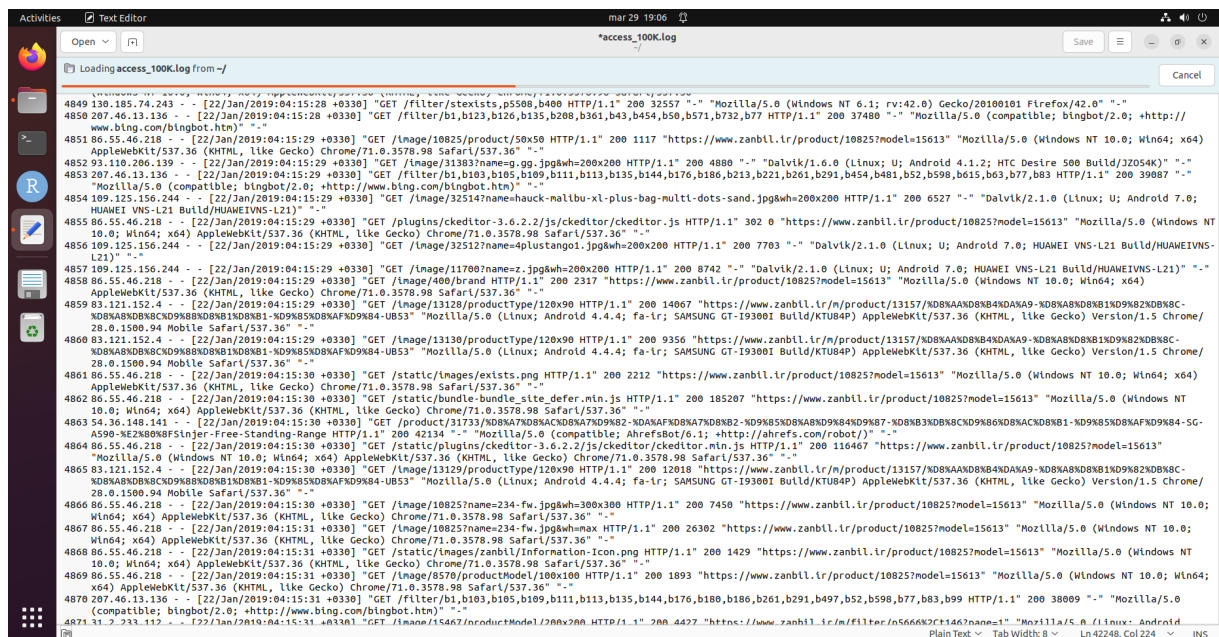 Activities Text Editor mar 29 19:06
Open *access_100K.log Save
~/
Loading access_100K.log from ~/ Cancel
4849 130.185.74.243 - - [22/Jan/2019:04:15:28 +0330] "GET /filter/stexists,p5508,b400 HTTP/1.1" 200 32557 "-" "Mozilla/5.0 (Windows NT 6.1; rv:42.0) Gecko/20100101 Firefox/42.0" "-"
4850 207.46.13.136 - - [22/Jan/2019:04:15:28 +0330] "GET /filter/b1,b123,b126,b135,b208,b361,b43,b454,b50,b571,b732,b77 HTTP/1.1" 200 37480 "-" "Mozilla/5.0 (compatible; bingbot/2.0; +http://
www.bing.com/bingbot.htm)" "-"
4851 86.55.46.218 - - [22/Jan/2019:04:15:29 +0330] "GET /image/10825/product/50x50 HTTP/1.1" 200 1117 "https://www.zanbil.ir/product/10825?model=15613" "Mozilla/5.0 (Windows NT 10.0; Win64; x64)
AppleWebKit/537.36 (KHTML, like Gecko) Chrome/71.0.3578.98 Safari/537.36" "-"
4852 93.110.206.139 - - [22/Jan/2019:04:15:29 +0330] "GET /image/31383?name=g.gg.jpg&wh=200x200 HTTP/1.1" 200 4880 "-" "Dalvik/1.6.0 (Linux; U; Android 4.1.2; HTC Desire 500 Build/JZO54K)" "-"
4853 207.46.13.136 - - [22/Jan/2019:04:15:29 +0330] "GET /filter/b1,b103,b105,b109,b111,b113,b135,b144,b176,b186,b213,b221,b261,b291,b454,b481,b52,b598,b615,b63,b77,b83 HTTP/1.1" 200 39087 "-"
"Mozilla/5.0 (compatible; bingbot/2.0; +http://www.bing.com/bingbot.htm)" "-"
4854 109.125.156.244 - - [22/Jan/2019:04:15:29 +0330] "GET /image/32514?name=hauck-malibu-xl-plus-bag-multi-dots-sand.jpg&wh=200x200 HTTP/1.1" 200 6527 "-" "Dalvik/2.1.0 (Linux; U; Android 7.0;
HUAWEI VNS-L21 Build/HUAWEIVNS-L21)" "-"
4855 86.55.46.218 - - [22/Jan/2019:04:15:29 +0330] "GET /plugins/ckeditor-3.6.2.2/js/ckeditor/ckeditor.js HTTP/1.1" 302 0 "https://www.zanbil.ir/product/10825?model=15613" "Mozilla/5.0 (Windows NT
10.0; Win64; x64) AppleWebKit/537.36 (KHTML, like Gecko) Chrome/71.0.3578.98 Safari/537.36" "-"
4856 109.125.156.244 - - [22/Jan/2019:04:15:29 +0330] "GET /image/32512?name=4plustango1.jpg&wh=200x200 HTTP/1.1" 200 7703 "-" "Dalvik/2.1.0 (Linux; U; Android 7.0; HUAWEI VNS-L21 Build/HUAWEIVNS-
L21)" "-"
4857 109.125.156.244 - - [22/Jan/2019:04:15:29 +0330] "GET /image/11700?name=z.jpg&wh=200x200 HTTP/1.1" 200 8742 "-" "Dalvik/2.1.0 (Linux; U; Android 7.0; HUAWEI VNS-L21 Build/HUAWEIVNS-L21)" "-"
4858 86.55.46.218 - - [22/Jan/2019:04:15:29 +0330] "GET /image/400/brand HTTP/1.1" 200 2317 "https://www.zanbil.ir/product/10825?model=15613" "Mozilla/5.0 (Windows NT 10.0; Win64; x64)
AppleWebKit/537.36 (KHTML, like Gecko) Chrome/71.0.3578.98 Safari/537.36" "-"
4859 83.121.152.4 - - [22/Jan/2019:04:15:29 +0330] "GET /image/13128/productType/120x90 HTTP/1.1" 200 14067 "https://www.zanbil.ir/m/product/13157/%D8%AA%D8%B4%DA%A9-%D8%A8%D8%B1%D9%82%DB%8C-
%D8%A8%DB%8C%D9%88%D8%B1%D8%B1-%D9%85%D8%AF%D9%84-UB53" "Mozilla/5.0 (Linux; Android 4.4.4; fa-ir; SAMSUNG GT-I9300I Build/KTU84P) AppleWebKit/537.36 (KHTML, like Gecko) Version/1.5 Chrome/
28.0.1500.94 Mobile Safari/537.36" "-"
4860 83.121.152.4 - - [22/Jan/2019:04:15:29 +0330] "GET /image/13130/productType/120x90 HTTP/1.1" 200 9356 "https://www.zanbil.ir/m/product/13157/%D8%AA%D8%B4%DA%A9-%D8%A8%D8%B1%D9%82%DB%8C-
%D8%A8%DB%8C%D9%88%D8%B1%D8%B1-%D9%85%D8%AF%D9%84-UB53" "Mozilla/5.0 (Linux; Android 4.4.4; fa-ir; SAMSUNG GT-I9300I Build/KTU84P) AppleWebKit/537.36 (KHTML, like Gecko) Version/1.5 Chrome/
28.0.1500.94 Mobile Safari/537.36" "-"
4861 86.55.46.218 - - [22/Jan/2019:04:15:30 +0330] "GET /static/images/exists.png HTTP/1.1" 200 2212 "https://www.zanbil.ir/product/10825?model=15613" "Mozilla/5.0 (Windows NT 10.0; Win64; x64)
AppleWebKit/537.36 (KHTML, like Gecko) Chrome/71.0.3578.98 Safari/537.36" "-"
4862 86.55.46.218 - - [22/Jan/2019:04:15:30 +0330] "GET /static/bundle-bundle_site_defer.min.js HTTP/1.1" 200 185207 "https://www.zanbil.ir/product/10825?model=15613" "Mozilla/5.0 (Windows NT
10.0; Win64; x64) AppleWebKit/537.36 (KHTML, like Gecko) Chrome/71.0.3578.98 Safari/537.36" "-"
4863 54.36.148.141 - - [22/Jan/2019:04:15:30 +0330] "GET /product/31733/%D8%A7%D8%AC%D8%A7%D9%82-%DA%AF%D8%A7%D8%B2-%D9%85%D8%A8%D9%84%D9%87-%D8%B3%DB%8C%D9%86%D8%AC%D8%B1-%D9%85%D8%AF%D9%84-SG-
A590-%E2%80%8FSinjer-Free-Standing-Range HTTP/1.1" 200 42134 "-" "Mozilla/5.0 (compatible; AhrefsBot/6.1; +http://ahrefs.com/robot/)" "-"
4864 86.55.46.218 - - [22/Jan/2019:04:15:30 +0330] "GET /static/plugins/ckeditor-3.6.2.2/js/ckeditor/ckeditor.min.js HTTP/1.1" 200 116467 "https://www.zanbil.ir/product/10825?model=15613"
"Mozilla/5.0 (Windows NT 10.0; Win64; x64) AppleWebKit/537.36 (KHTML, like Gecko) Chrome/71.0.3578.98 Safari/537.36" "-"
4865 83.121.152.4 - - [22/Jan/2019:04:15:30 +0330] "GET /image/13129/productType/120x90 HTTP/1.1" 200 12018 "https://www.zanbil.ir/m/product/13157/%D8%AA%D8%B4%DA%A9-%D8%A8%D8%B1%D9%82%DB%8C-
%D8%A8%DB%8C%D9%88%D8%B1%D8%B1-%D9%85%D8%AF%D9%84-UB53" "Mozilla/5.0 (Linux; Android 4.4.4; fa-ir; SAMSUNG GT-I9300I Build/KTU84P) AppleWebKit/537.36 (KHTML, like Gecko) Version/1.5 Chrome/
28.0.1500.94 Mobile Safari/537.36" "-"
4866 86.55.46.218 - - [22/Jan/2019:04:15:30 +0330] "GET /image/10825?name=234-fw.jpg&wh=300x300 HTTP/1.1" 200 7450 "https://www.zanbil.ir/product/10825?model=15613" "Mozilla/5.0 (Windows NT 10.0;
Win64; x64) AppleWebKit/537.36 (KHTML, like Gecko) Chrome/71.0.3578.98 Safari/537.36" "-"
4867 86.55.46.218 - - [22/Jan/2019:04:15:31 +0330] "GET /image/10825?name=234-fw.jpg&wh=max HTTP/1.1" 200 26302 "https://www.zanbil.ir/product/10825?model=15613" "Mozilla/5.0 (Windows NT 10.0;
Win64; x64) AppleWebKit/537.36 (KHTML, like Gecko) Chrome/71.0.3578.98 Safari/537.36" "-"
4868 86.55.46.218 - - [22/Jan/2019:04:15:31 +0330] "GET /static/images/zanbil/Information-Icon.png HTTP/1.1" 200 1429 "https://www.zanbil.ir/product/10825?model=15613" "Mozilla/5.0 (Windows NT
10.0; Win64; x64) AppleWebKit/537.36 (KHTML, like Gecko) Chrome/71.0.3578.98 Safari/537.36" "-"
4869 86.55.46.218 - - [22/Jan/2019:04:15:31 +0330] "GET /image/8570/productModel/100x100 HTTP/1.1" 200 1893 "https://www.zanbil.ir/product/10825?model=15613" "Mozilla/5.0 (Windows NT 10.0; Win64;
x64) AppleWebKit/537.36 (KHTML, like Gecko) Chrome/71.0.3578.98 Safari/537.36" "-"
4870 207.46.13.136 - - [22/Jan/2019:04:15:31 +0330] "GET /filter/b1,b103,b105,b109,b111,b113,b135,b144,b176,b180,b186,b261,b291,b497,b52,b598,b77,b83,b99 HTTP/1.1" 200 38009 "-" "Mozilla/5.0
(compatible; bingbot/2.0; +http://www.bing.com/bingbot.htm)" "-"
4871 31.2.233.112 - - [22/Jan/2019:04:15:31 +0330] "GET /image/15467/productModel/200x200 HTTP/1.1" 200 4427 "https://www.zanbil.ir/m/filter/p5666%2Ct146?page=1" "Mozilla/5.0 (Linux; Android
Plain Text Tab Width: 8 Ln 42248, Col 224 INS